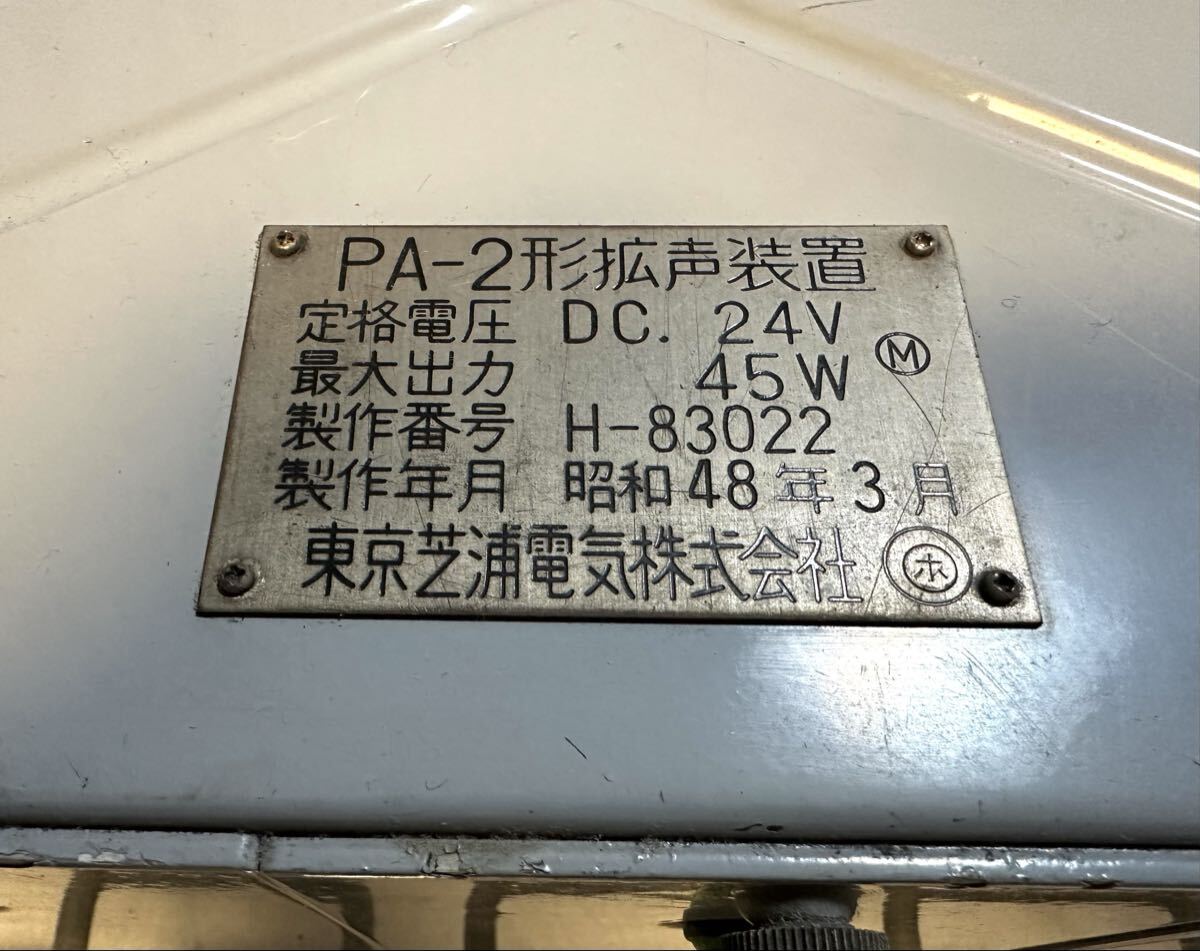 PA-2形拡声装置
定格電圧 DC. 24V
最大出力 45W Ⓜ
製作番号 H-83022
製作年月 昭和48年3月
東京芝浦電気株式会社 ホ